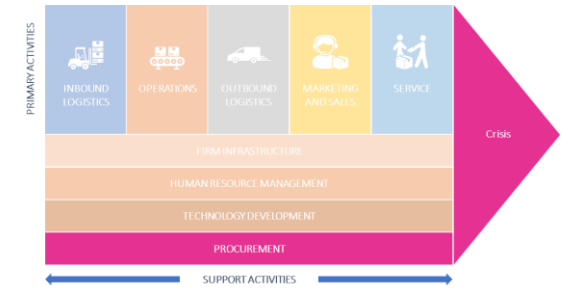 PRIMARY ACTIVITIES
INBOUND
LOGISTICS
OPERATIONS
OUTBOUND
LOGISTICS
MARKETING
AND SALES
SERVICE
Crisis
FIRM INFRASTRUCTURE
HUMAN RESOURCE MANAGEMENT
TECHNOLOGY DEVELOPMENT
PROCUREMENT
SUPPORT ACTIVITIES